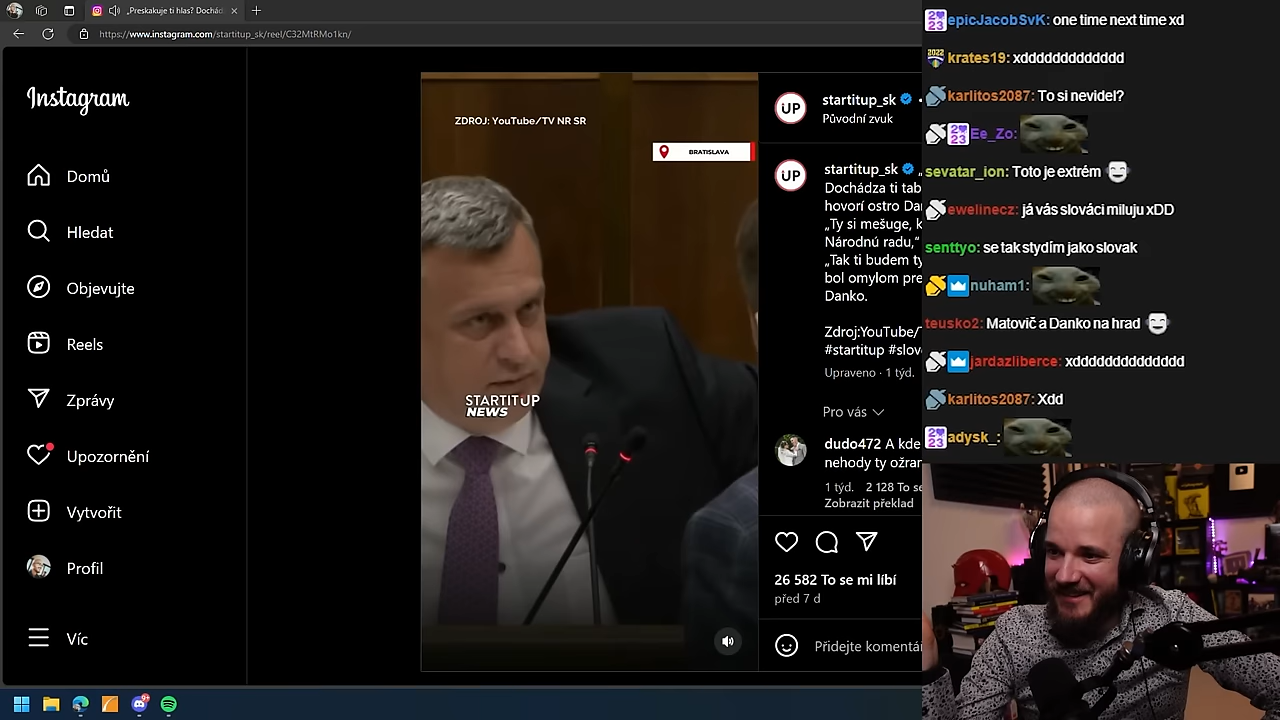 „Preskakuje ti hlas? Dochád
https://www.instagram.com/startitup_sk/reel/C32MtRMo1kn/
Instagram
Domů
Hledat
Objevujte
Reels
Zprávy
Upozornění
Vytvořit
Profil
Víc
ZDROJ: YouTube/TV NR SR
BRATISLAVA
STARTITUP
NEWS
UP
startitup_sk
Původní zvuk
UP
startitup_sk „
Dochádza ti tab
hovorí ostro Da
„Ty si mešuge, k
Národnú radu,“
„Tak ti budem ty
bol omylom pre
Danko.
Zdroj:YouTube/T
#startitup #slov
Upraveno · 1 týd.
Pro vás
dudo472 A kde
nehody ty ožra
1 týd. 2 128 To se
Zobrazit překlad
26 582 To se mi líbí
před 7 d
Přidejte komentá
2023 epicJacobSvK: one time next time xd
2022 krates19: xddddddddddddd
karlitos2087: To si nevidel?
2023 Ee_Zo:
sevatar_ion: Toto je extrém
ewelinecz: já vás slováci miluju xDD
senttyo: se tak stydím jako slovak
nuham1:
teusko2: Matovič a Danko na hrad
jardazliberce: xdddddddddddddd
karlitos2087: Xdd
2023 adysk_: